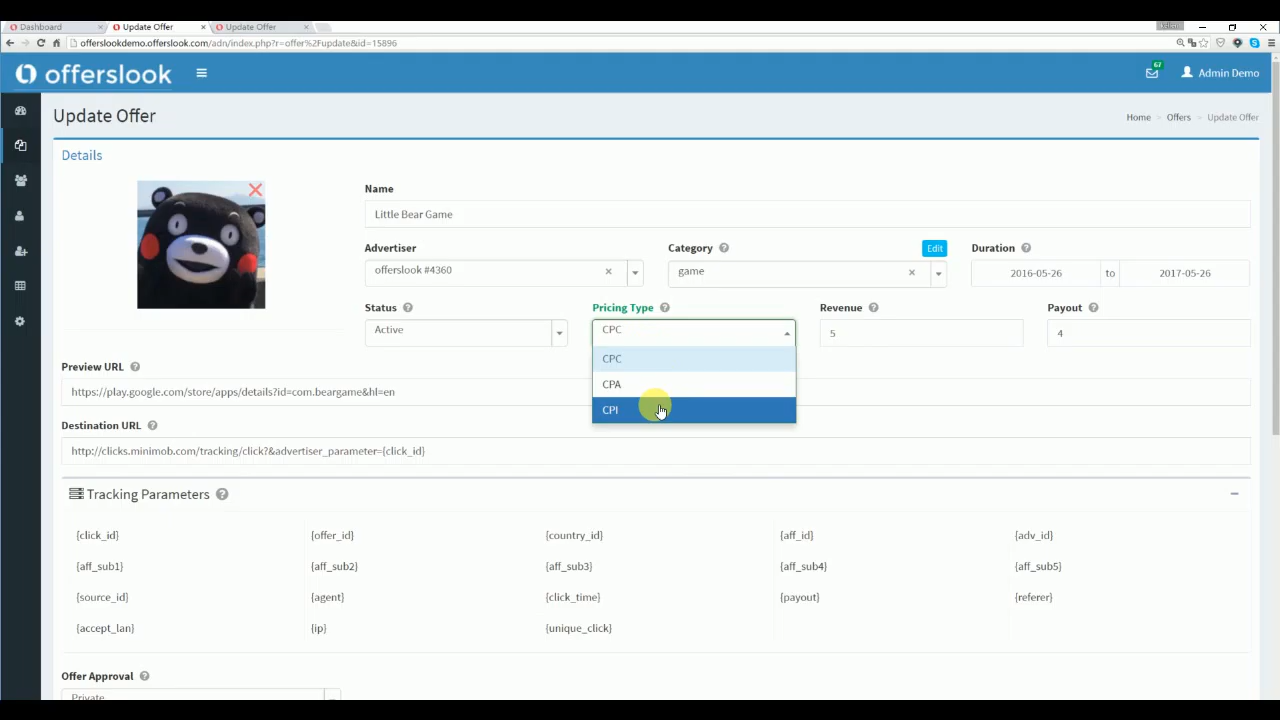 Dashboard × Update Offer × Update Offer ×
offerslookdemo.offerslook.com/adn/index.php?r=offer%2Fupdate&id=15896
offerslook 67 Admin Demo
Update Offer Home > Offers > Update Offer
Details
Name
Little Bear Game
Advertiser Category Edit Duration
offerslook #4360 × game × 2016-05-26 to 2017-05-26
Status Pricing Type Revenue Payout
Active CPC 5 4
CPC
Preview URL
CPA
https://play.google.com/store/apps/details?id=com.beargame&hl=en
CPI
Destination URL
http://clicks.minimob.com/tracking/click?&advertiser_parameter={click_id}
Tracking Parameters
{click_id} {offer_id} {country_id} {aff_id} {adv_id}
{aff_sub1} {aff_sub2} {aff_sub3} {aff_sub4} {aff_sub5}
{source_id} {agent} {click_time} {payout} {referer}
{accept_lan} {ip} {unique_click}
Offer Approval
Private